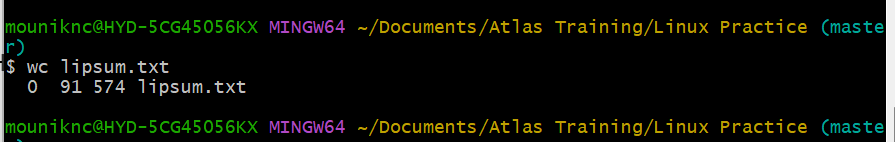 mouniknc@HYD-5CG45056KX MINGW64 ~/Documents/Atlas Training/Linux Practice (maste
r)
$ wc lipsum.txt
  0  91 574 lipsum.txt

mouniknc@HYD-5CG45056KX MINGW64 ~/Documents/Atlas Training/Linux Practice (maste